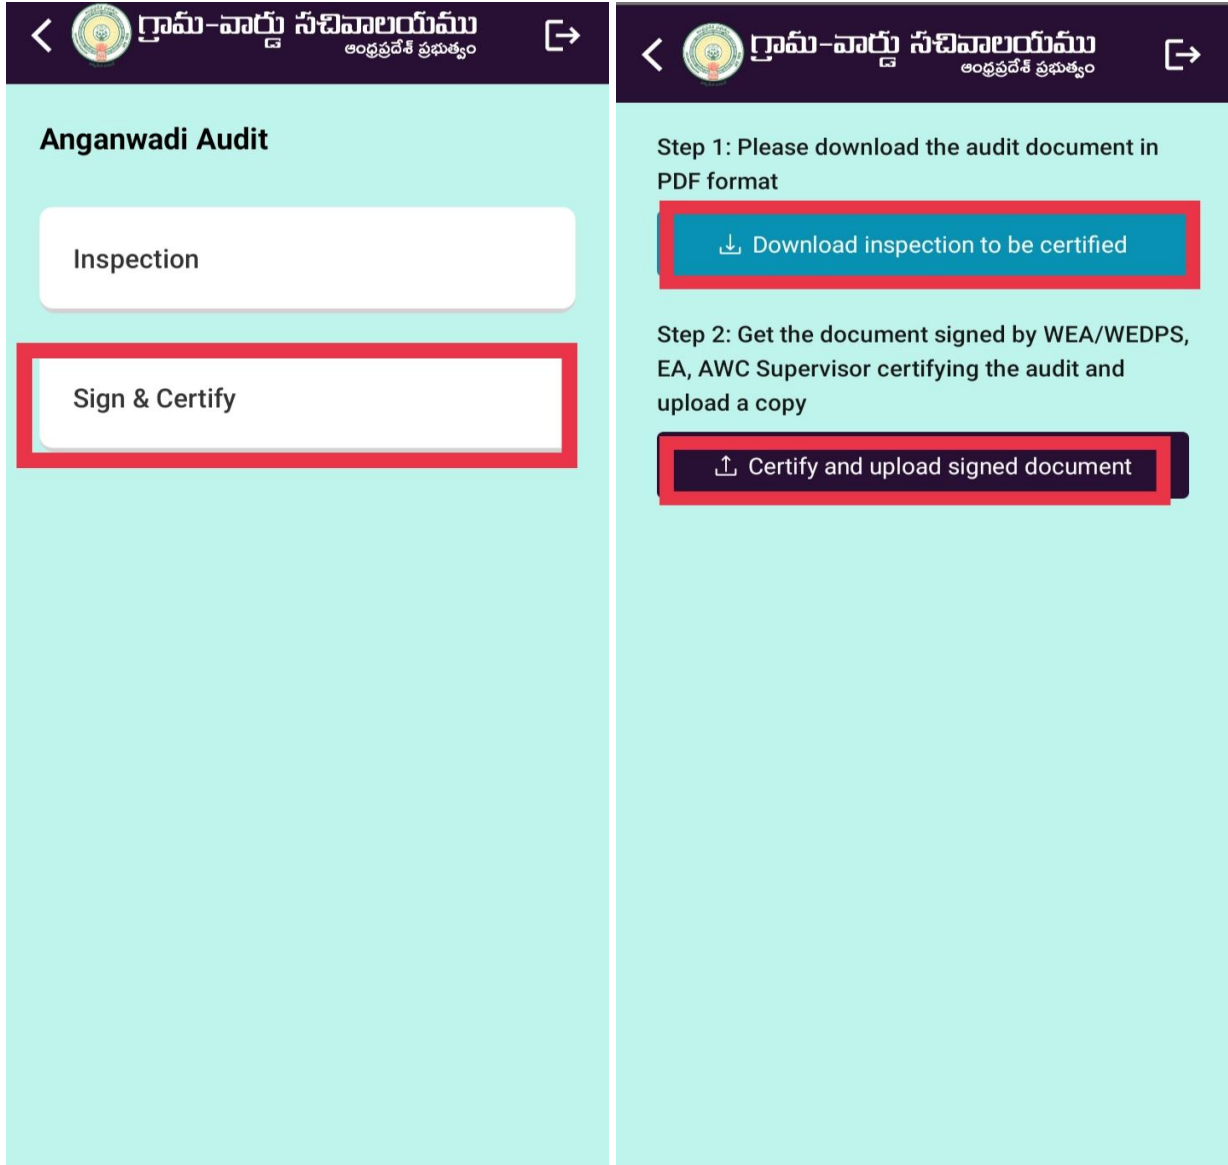 గ్రామ-వార్డు సచివాలయము
ఆంధ్రప్రదేశ్ ప్రభుత్వం
Anganwadi Audit
Inspection
Sign & Certify
గ్రామ-వార్డు సచివాలయము
ఆంధ్రప్రదేశ్ ప్రభుత్వం
Step 1: Please download the audit document in
PDF format
Download inspection to be certified
Step 2: Get the document signed by WEA/WEDPS,
EA, AWC Supervisor certifying the audit and
upload a copy
Certify and upload signed document